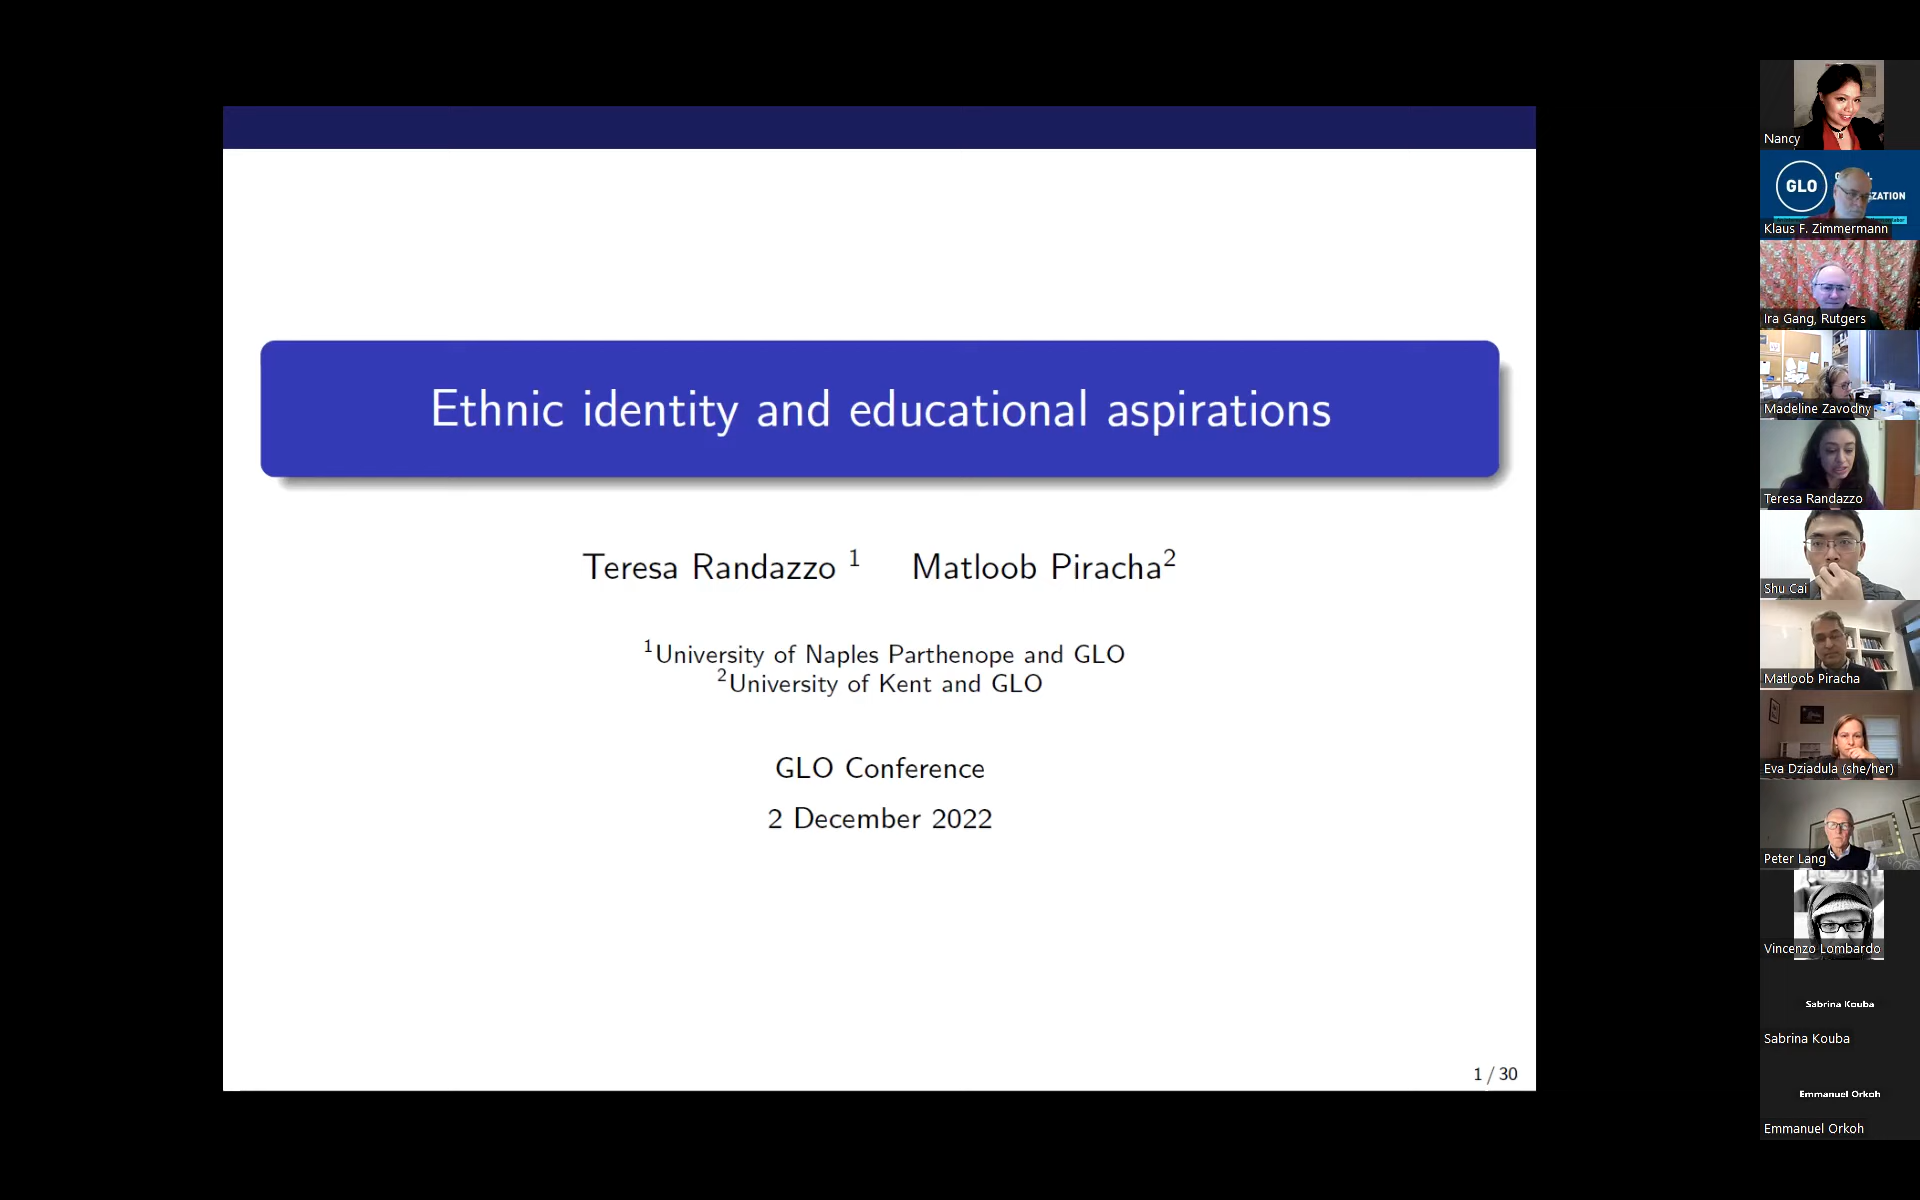 Ethnic identity and educational aspirations
Teresa Randazzo 1 Matloob Piracha2
1University of Naples Parthenope and GLO
2University of Kent and GLO
GLO Conference
2 December 2022
1 / 30
Nancy
GLO
ZATION
Klaus F. Zimmermann
Ira Gang, Rutgers
Madeline Zavodny
Teresa Randazzo
Shu Cai
Matloob Piracha
Eva Dziadula (she/her)
Peter Lang
Vincenzo Lombardo
Sabrina Kouba
Sabrina Kouba
Emmanuel Orkoh
Emmanuel Orkoh